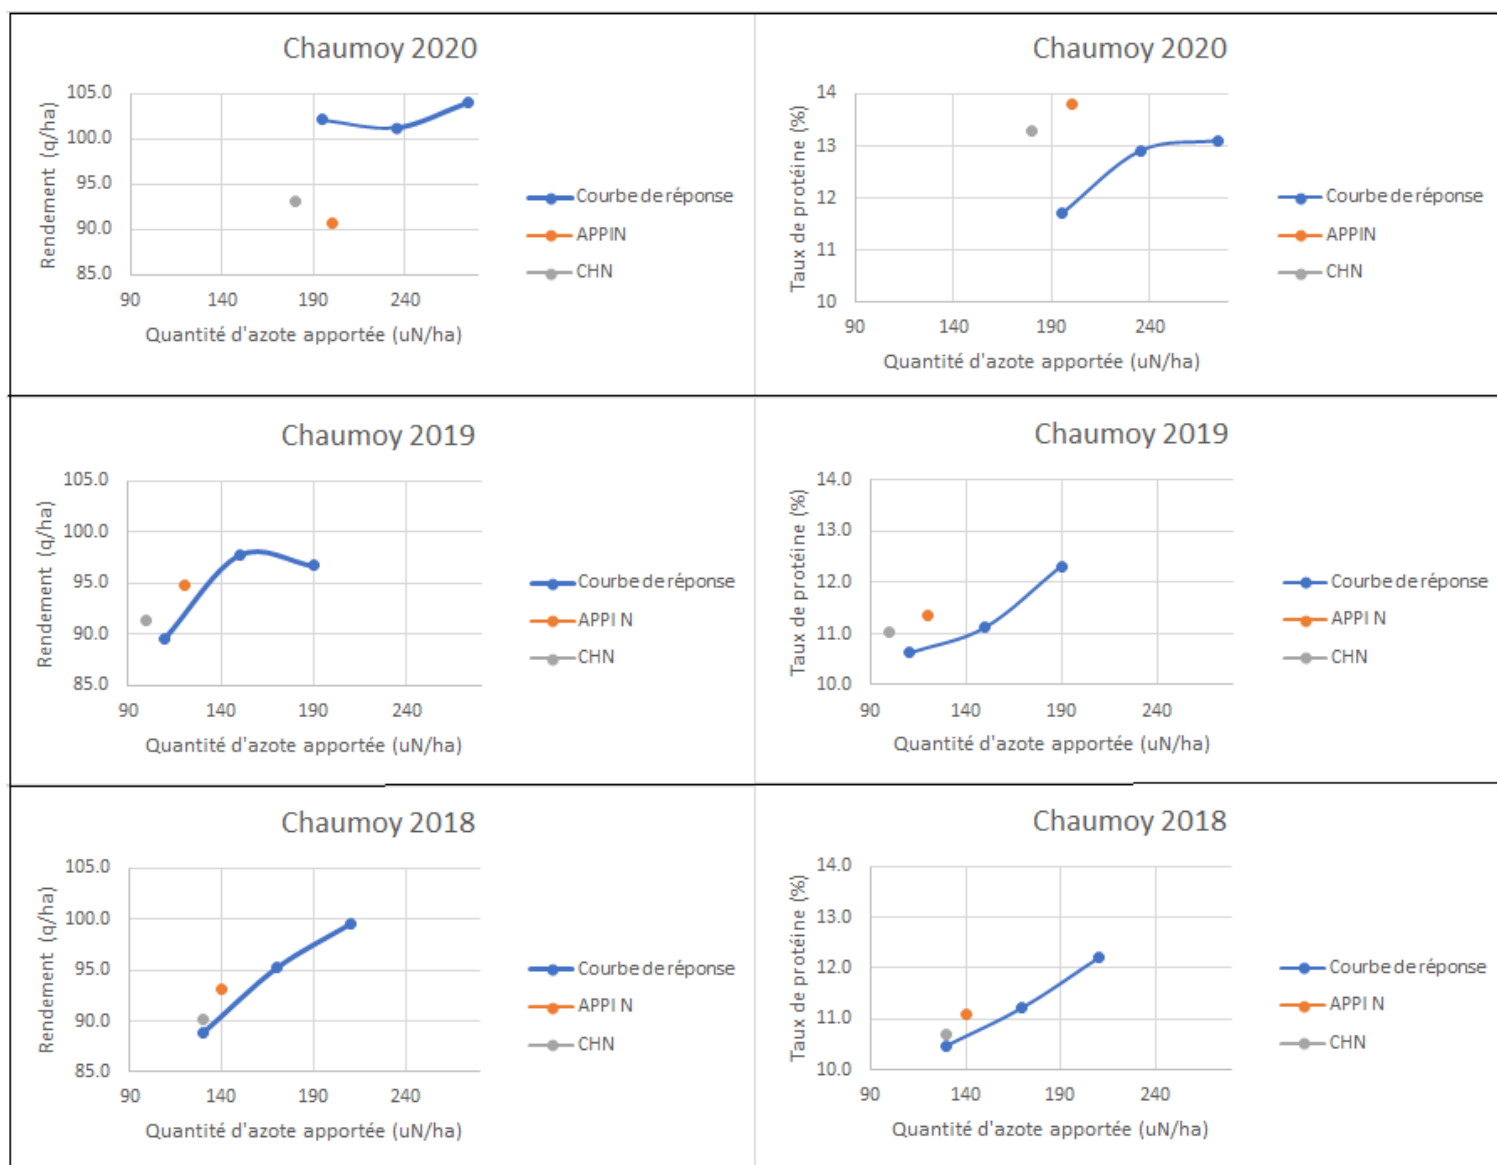 Chaumoy 2020
Rendement (q/ha)
105.0
100.0
95.0
90.0
85.0
90 140 190 240
Quantité d'azote apportée (uN/ha)
Courbe de réponse
APPIN
CHN
Chaumoy 2020
Taux de protéine (%)
14
13
12
11
10
90 140 190 240
Quantité d'azote apportée (uN/ha)
Courbe de réponse
APPIN
CHN
Chaumoy 2019
Rendement (q/ha)
105.0
100.0
95.0
90.0
85.0
90 140 190 240
Quantité d'azote apportée (uN/ha)
Courbe de réponse
APPI N
CHN
Chaumoy 2019
Taux de protéine (%)
14.0
13.0
12.0
11.0
10.0
90 140 190 240
Quantité d'azote apportée (uN/ha)
Courbe de réponse
APPI N
CHN
Chaumoy 2018
Rendement (q/ha)
105.0
100.0
95.0
90.0
85.0
90 140 190 240
Quantité d'azote apportée (uN/ha)
Courbe de réponse
APPI N
CHN
Chaumoy 2018
Taux de protéine (%)
14.0
13.0
12.0
11.0
10.0
90 140 190 240
Quantité d'azote apportée (uN/ha)
Courbe de réponse
APPI N
CHN